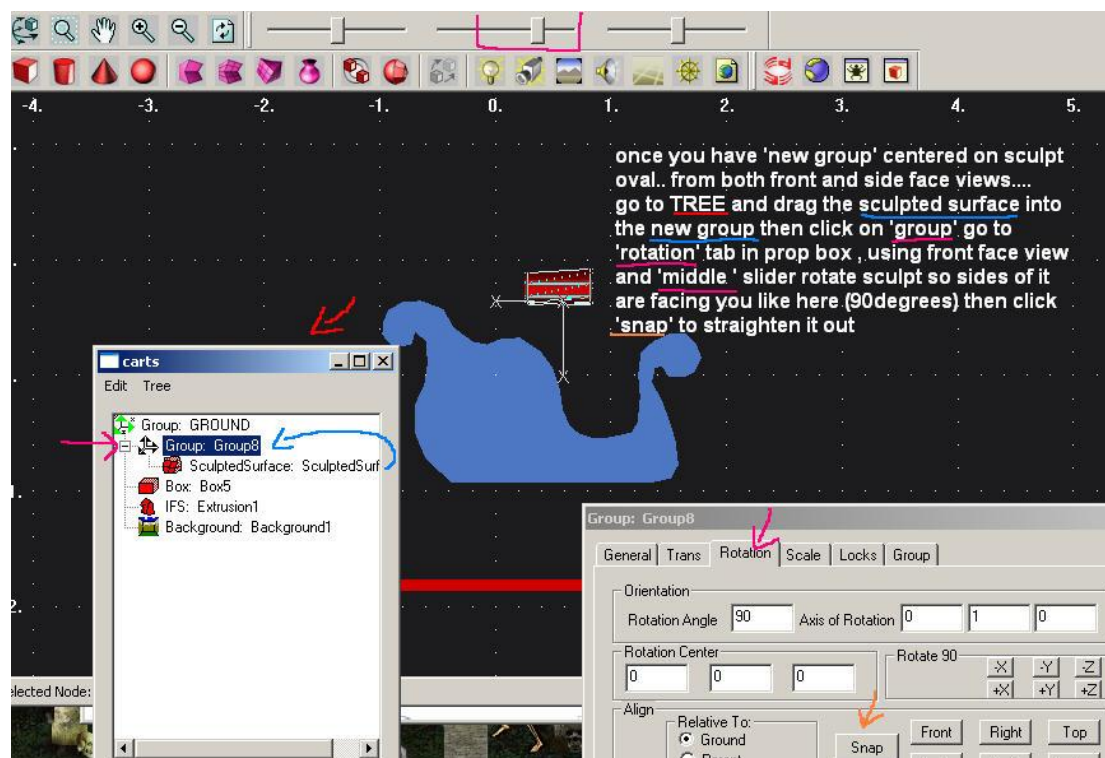 -4. -3. -2. -1. 0. 1. 2. 3. 4. 5.
once you have 'new group' centered on sculpt
oval.. from both front and side face views....
go to TREE and drag the sculpted surface into
the new group then click on 'group' go to
'rotation' tab in prop box , using front face view
and 'middle ' slider rotate sculpt so sides of it
are facing you like here (90degrees) then click
'snap' to straighten it out
carts
Edit Tree
Group: GROUND
Group: Group8
SculptedSurface: SculptedSurf
Box: Box5
IFS: Extrusion1
Background: Background1
1.
2.
elected Node:
Group: Group8
General Trans Rotation Scale Locks Group
Orientation
Rotation Angle 90 Axis of Rotation 0 1 0
Rotation Center
0 0 0
Rotate 90
-X -Y -Z
+X +Y +Z
Align
Relative To:
Ground
Snap Front Right Top